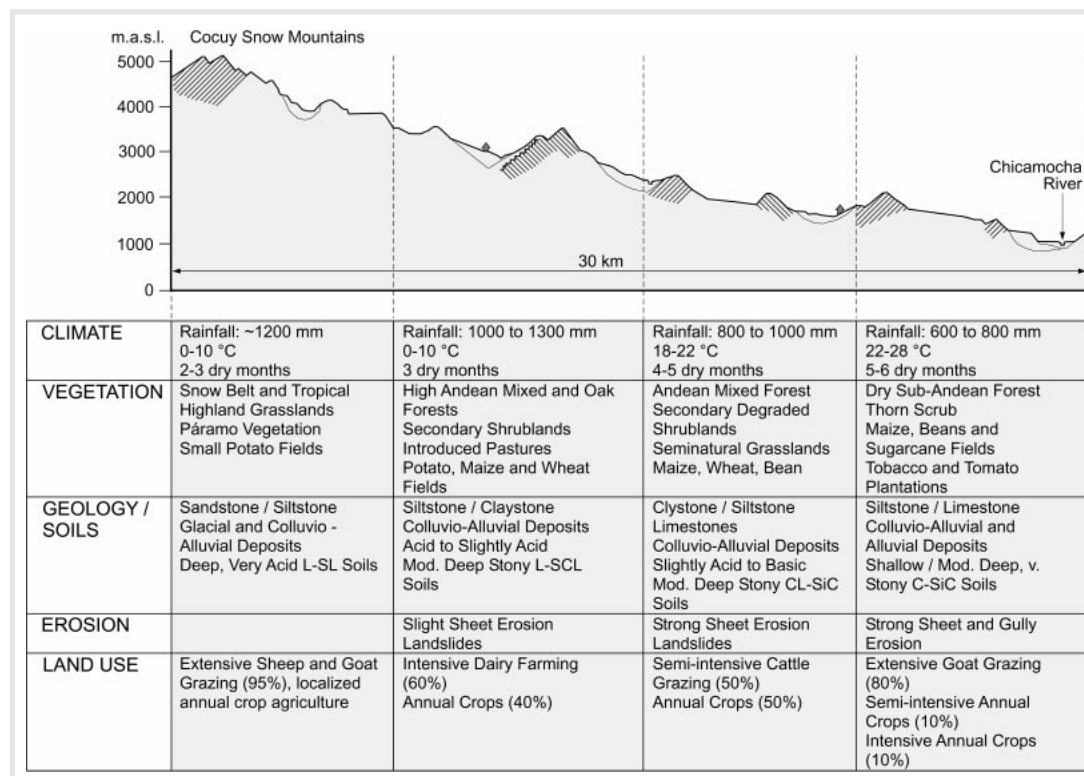 m.a.s.l. Cocuy Snow Mountains
5000
4000
3000
2000
1000
0
Chicamocha
River
30 km
CLIMATE
Rainfall: ~1200 mm
0-10 °C
2-3 dry months
Rainfall: 1000 to 1300 mm
0-10 °C
3 dry months
Rainfall: 800 to 1000 mm
18-22 °C
4-5 dry months
Rainfall: 600 to 800 mm
22-28 °C
5-6 dry months
VEGETATION
Snow Belt and Tropical
Highland Grasslands
Páramo Vegetation
Small Potato Fields
High Andean Mixed and Oak
Forests
Secondary Shrublands
Introduced Pastures
Potato, Maize and Wheat
Fields
Andean Mixed Forest
Secondary Degraded
Shrublands
Seminatural Grasslands
Maize, Wheat, Bean
Dry Sub-Andean Forest
Thorn Scrub
Maize, Beans and
Sugarcane Fields
Tobacco and Tomato
Plantations
GEOLOGY /
SOILS
Sandstone / Siltstone
Glacial and Colluvio -
Alluvial Deposits
Deep, Very Acid L-SL Soils
Siltstone / Claystone
Colluvio-Alluvial Deposits
Acid to Slightly Acid
Mod. Deep Stony L-SCL
Soils
Clystone / Siltstone
Limestones
Colluvio-Alluvial Deposits
Slightly Acid to Basic
Mod. Deep Stony CL-SiC
Soils
Siltstone / Limestone
Colluvio-Alluvial and
Alluvial Deposits
Shallow / Mod. Deep, v.
Stony C-SiC Soils
EROSION
Slight Sheet Erosion
Landslides
Strong Sheet Erosion
Landslides
Strong Sheet and Gully
Erosion
LAND USE
Extensive Sheep and Goat
Grazing (95%), localized
annual crop agriculture
Intensive Dairy Farming
(60%)
Annual Crops (40%)
Semi-intensive Cattle
Grazing (50%)
Annual Crops (50%)
Extensive Goat Grazing
(80%)
Semi-intensive Annual
Crops (10%)
Intensive Annual Crops
(10%)